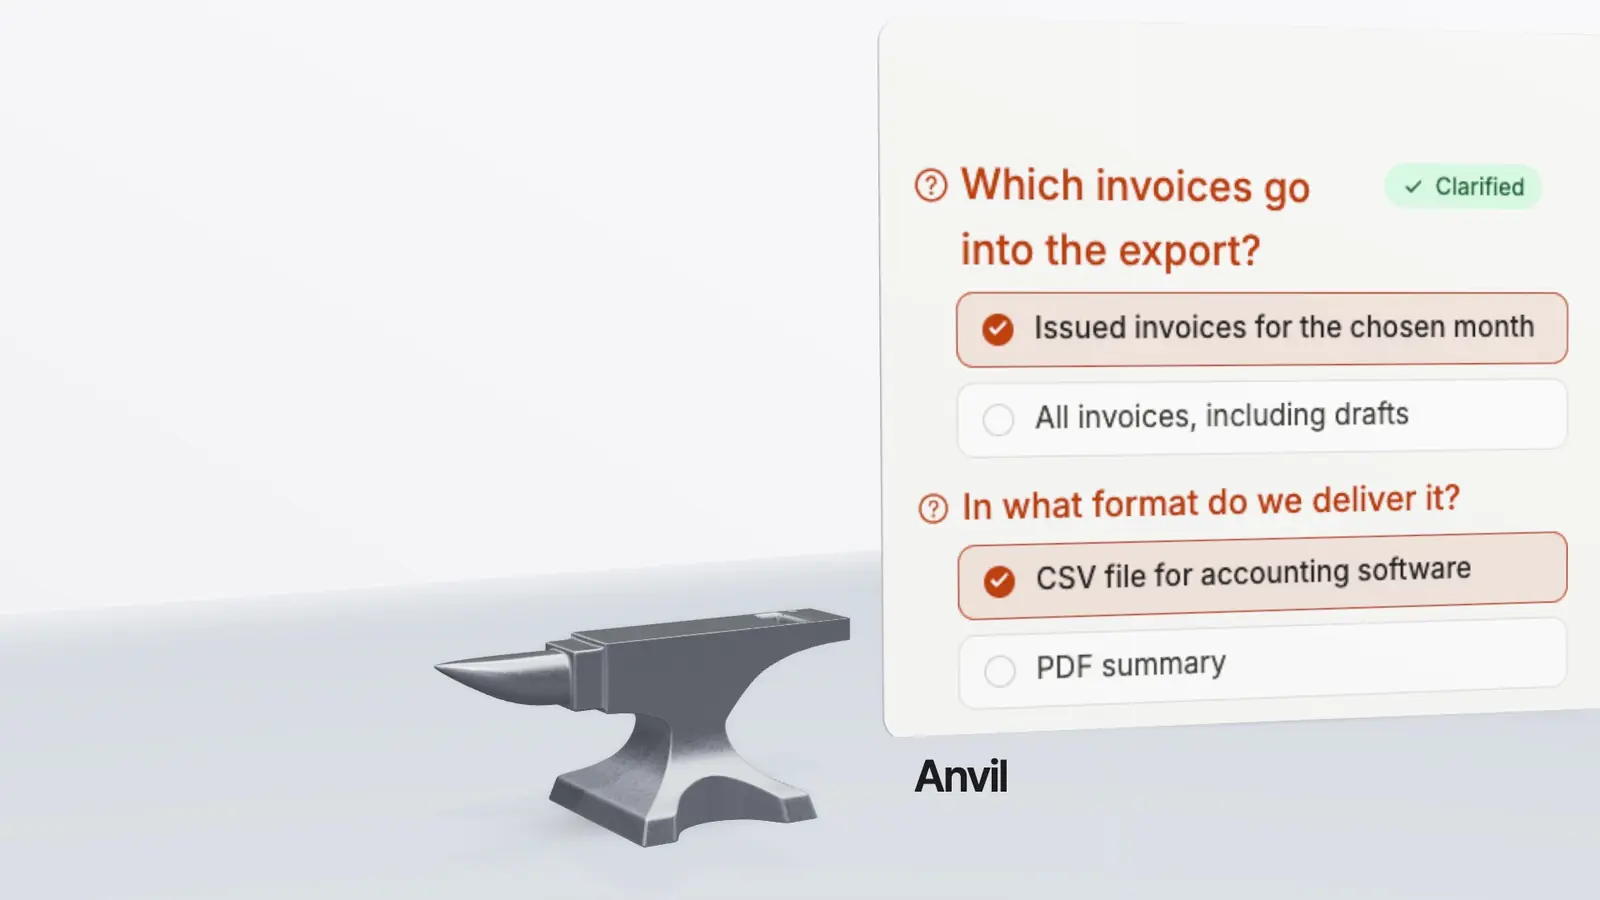 Which invoices go
into the export?
Clarified
Issued invoices for the chosen month
All invoices, including drafts
In what format do we deliver it?
CSV file for accounting software
PDF summary
Anvil